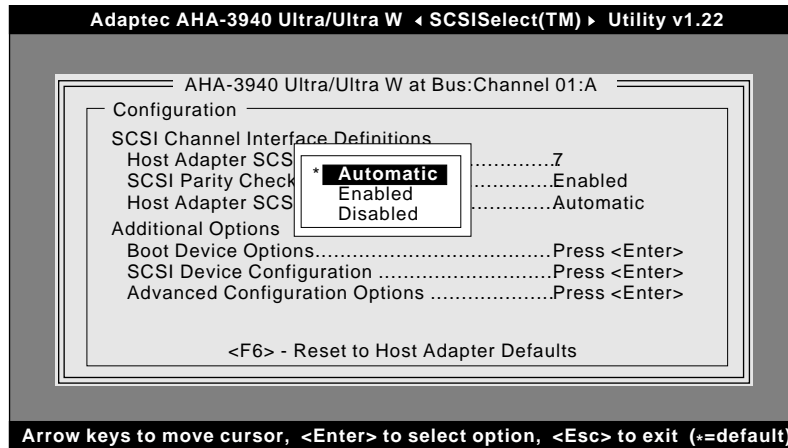 Adaptec AHA-3940 Ultra/Ultra W ◂ SCSISelect(TM) ▸ Utility v1.22
AHA-3940 Ultra/Ultra W at Bus:Channel 01:A
Configuration
SCSI Channel Interface Definitions
Host Adapter SCS ..............7
SCSI Parity Check ..............Enabled
Host Adapter SCS ..............Automatic
* Automatic
Enabled
Disabled
Additional Options
Boot Device Options......................................Press <Enter>
SCSI Device Configuration ............................Press <Enter>
Advanced Configuration Options ....................Press <Enter>
<F6> - Reset to Host Adapter Defaults
Arrow keys to move cursor, <Enter> to select option, <Esc> to exit (*=default)